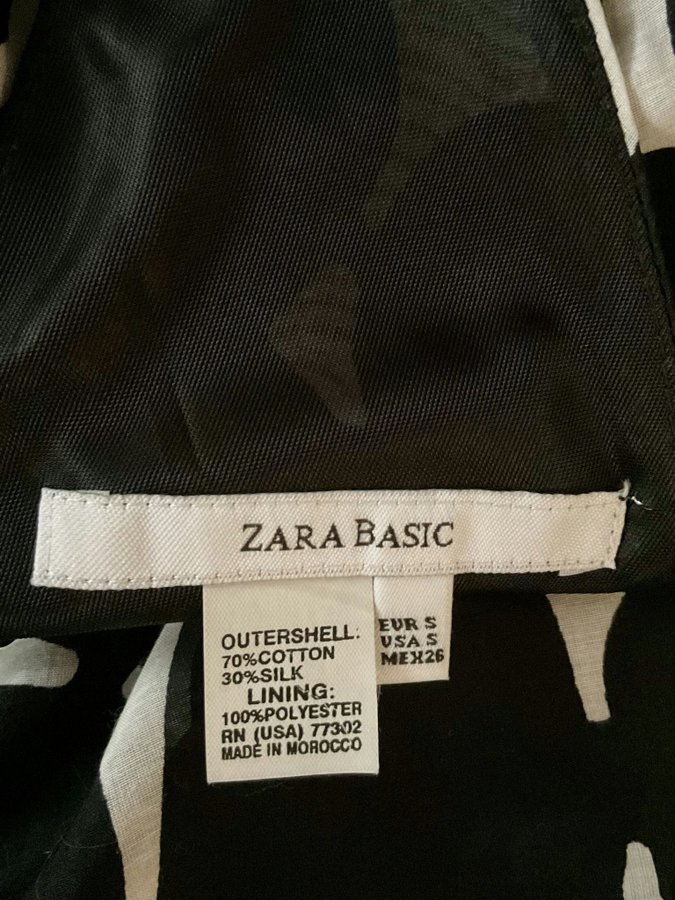 ZARA BASIC
OUTERSHELL:
70%COTTON
30%SILK
LINING:
100%POLYESTER
RN (USA) 77302
MADE IN MOROCCO
EUR S
USA S
MEX26